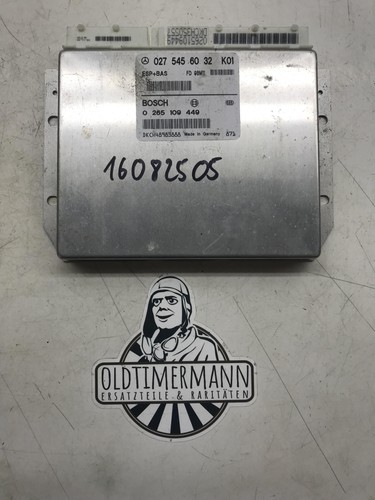 027 545 60 32 K01
ESP+BAS
BOSCH
0 265 109 449
Made in Germany 671
16082505
OLDTIMERMANN
ERSATZTEILE & RARITÄTEN